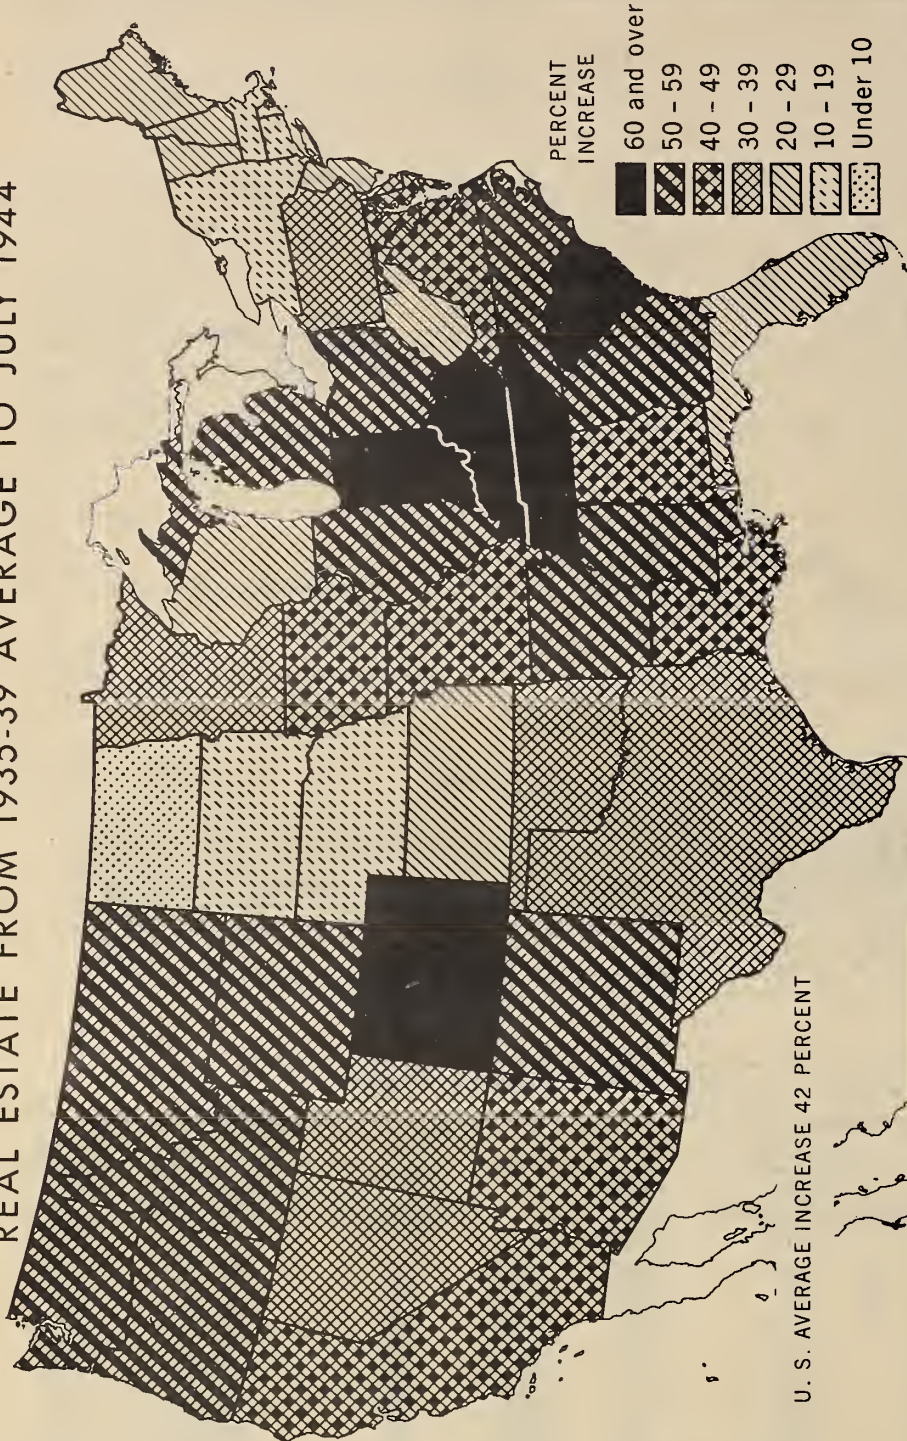 REAL ESTATE FROM 1935-39 AVERAGE TO JULY 1944
PERCENT
INCREASE
60 and over
50 - 59
40 - 49
30 - 39
20 - 29
10 - 19
Under 10
U. S. AVERAGE INCREASE 42 PERCENT